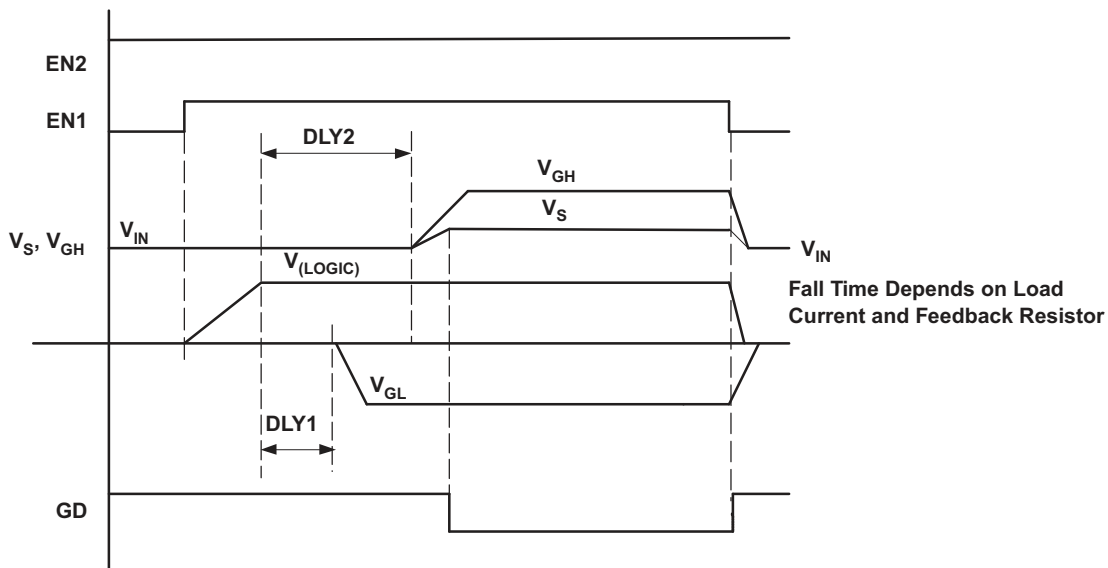 EN2
EN1
DLY2
V_GH
V_S
V_S, V_GH
V_IN
V_IN
V_(LOGIC)
Fall Time Depends on Load
Current and Feedback Resistor
V_GL
DLY1
GD